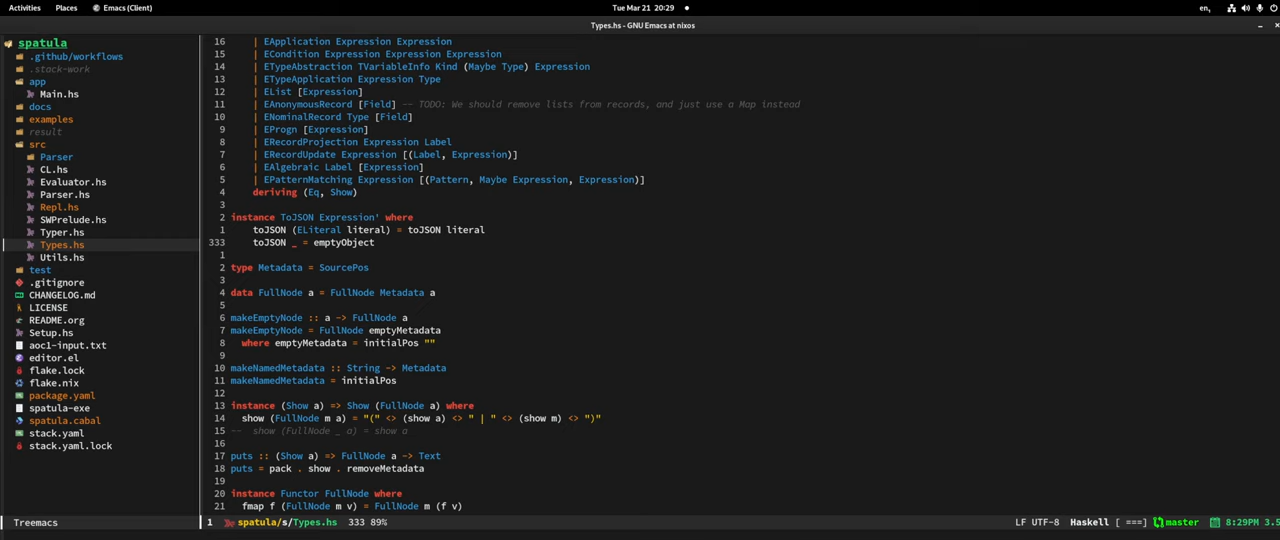 Activities Places Emacs (Client) Tue Mar 21 20:29 en,
Types.hs - GNU Emacs at nixos
spatula
.github/workflows
.stack-work
app
Main.hs
docs
examples
result
src
Parser
CL.hs
Evaluator.hs
Parser.hs
Repl.hs
SWPrelude.hs
Typer.hs
Types.hs
Utils.hs
test
.gitignore
CHANGELOG.md
LICENSE
README.org
Setup.hs
aoc1-input.txt
editor.el
flake.lock
flake.nix
package.yaml
spatula-exe
spatula.cabal
stack.yaml
stack.yaml.lock
16 | EApplication Expression Expression
15 | ECondition Expression Expression Expression
14 | ETypeAbstraction TVariableInfo Kind (Maybe Type) Expression
13 | ETypeApplication Expression Type
12 | EList [Expression]
11 | EAnonymousRecord [Field] -- TODO: We should remove lists from records, and just use a Map instead
10 | ENominalRecord Type [Field]
9 | EProgn [Expression]
8 | ERecordProjection Expression Label
7 | ERecordUpdate Expression [(Label, Expression)]
6 | EAlgebraic Label [Expression]
5 | EPatternMatching Expression [(Pattern, Maybe Expression, Expression)]
4 deriving (Eq, Show)
3
2 instance ToJSON Expression' where
1 toJSON (ELiteral literal) = toJSON literal
333 toJSON _ = emptyObject
1
2 type Metadata = SourcePos
3
4 data FullNode a = FullNode Metadata a
5
6 makeEmptyNode :: a -> FullNode a
7 makeEmptyNode = FullNode emptyMetadata
8 where emptyMetadata = initialPos ""
9
10 makeNamedMetadata :: String -> Metadata
11 makeNamedMetadata = initialPos
12
13 instance (Show a) => Show (FullNode a) where
14 show (FullNode m a) = "(" <> (show a) <> " | " <> (show m) <> ")"
15 -- show (FullNode _ a) = show a
16
17 puts :: (Show a) => FullNode a -> Text
18 puts = pack . show . removeMetadata
19
20 instance Functor FullNode where
21 fmap f (FullNode m v) = FullNode m (f v)
Treemacs 1 spatula/s/Types.hs 333 89% LF UTF-8 Haskell [ ===] master 8:29PM 3.5